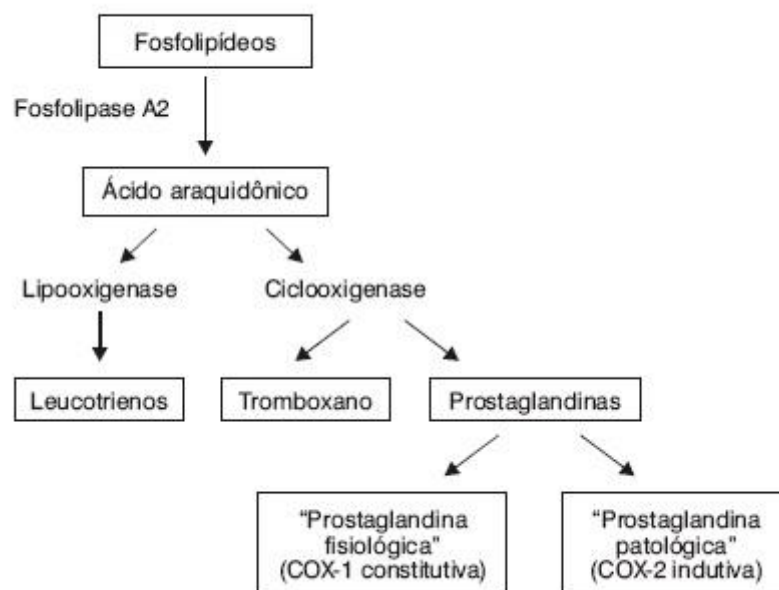 Fosfolipídeos
Fosfolipase A2
Ácido araquidônico
Lipooxigenase
Ciclooxigenase
Leucotrienos
Tromboxano
Prostaglandinas
“Prostaglandina
fisiológica”
(COX-1 constitutiva)
“Prostaglandina
patológica”
(COX-2 indutiva)